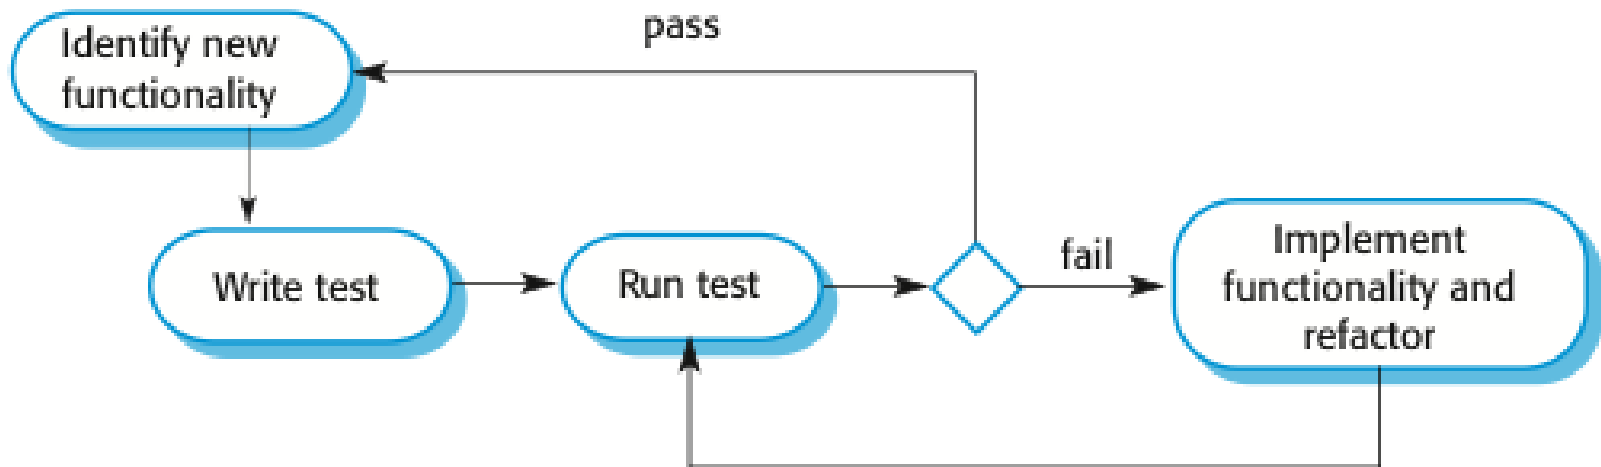 Identify new
functionality
pass
Write test
Run test
fail
Implement
functionality and
refactor